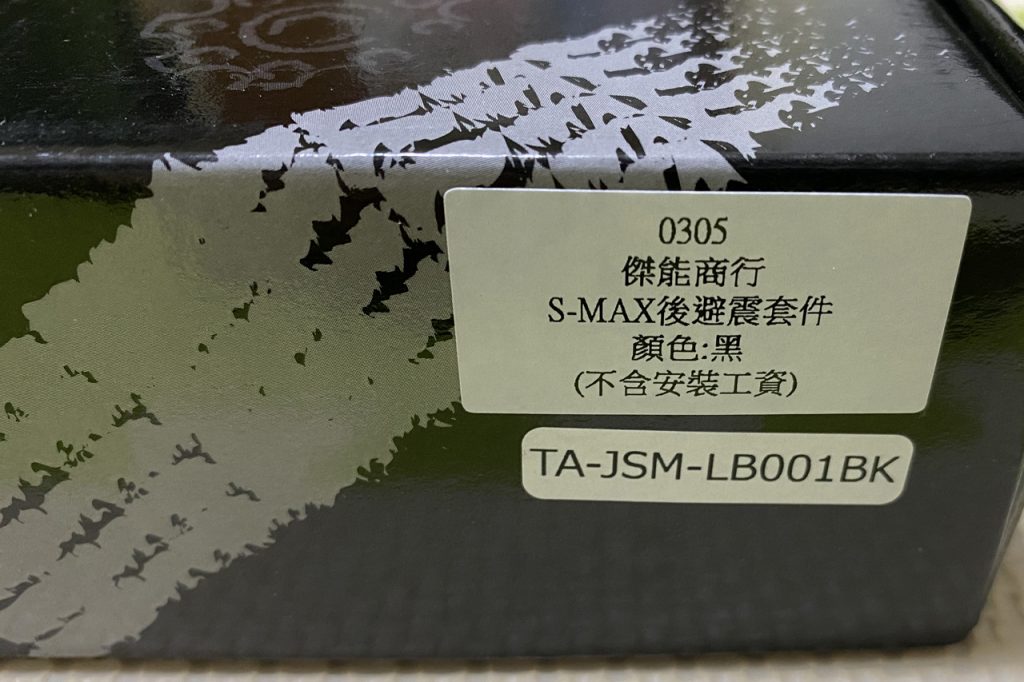 0305
傑能商行
S-MAX後避震套件
顏色:黑
(不含安裝工資)
TA-JSM-LB001BK